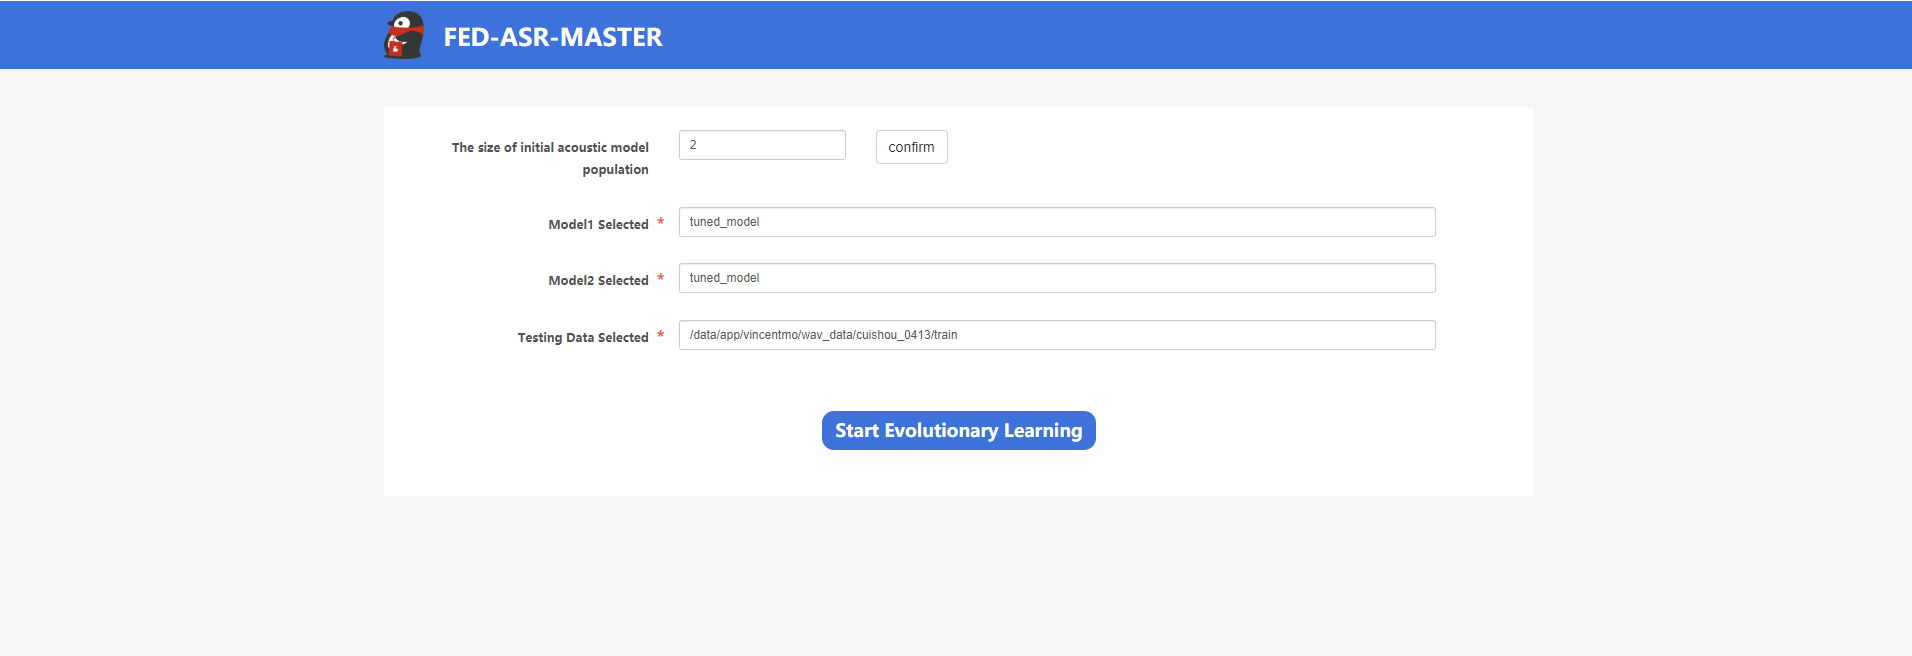 FED-ASR-MASTER
The size of initial acoustic model
population
2
confirm
Model1 Selected *
tuned_model
Model2 Selected *
tuned_model
Testing Data Selected *
/data/app/vincentmo/wav_data/cuishou_0413/train
Start Evolutionary Learning